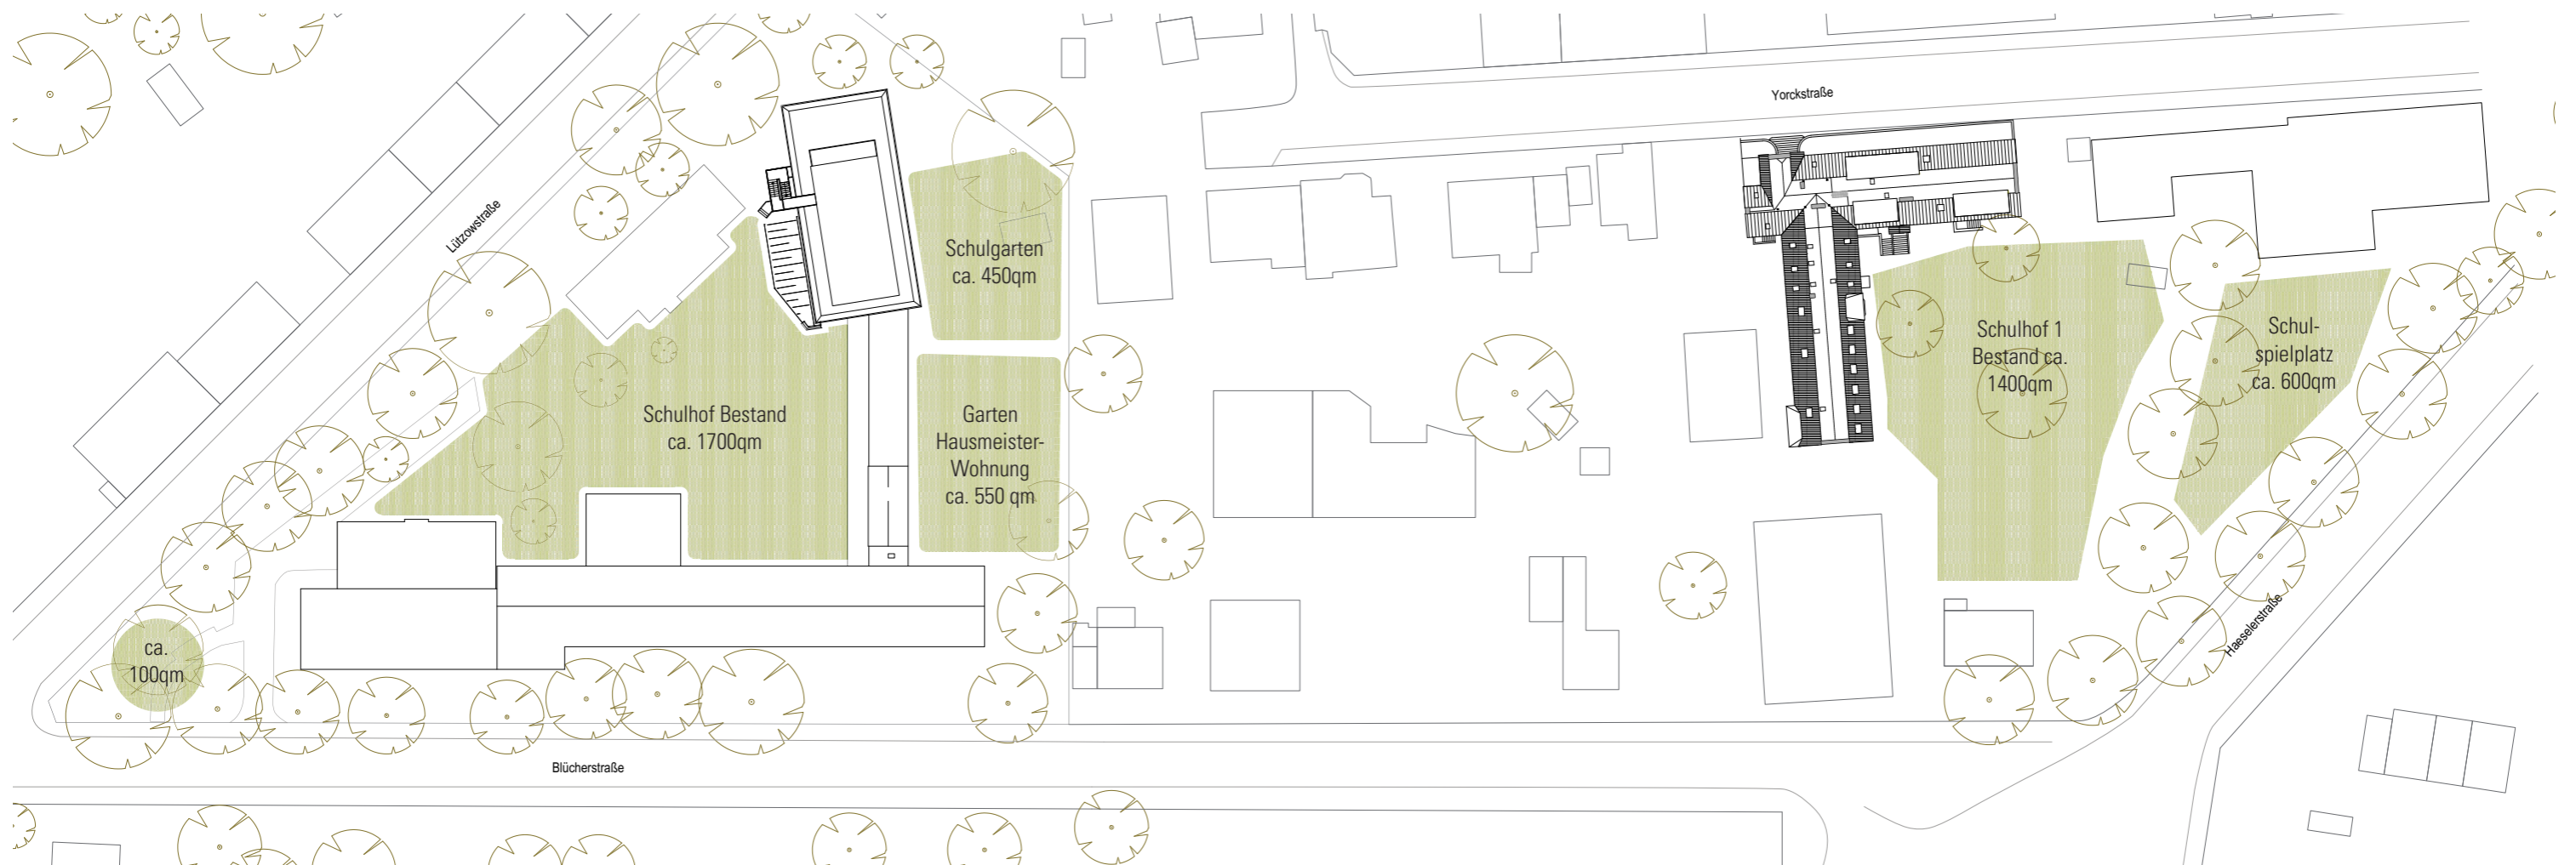 Yorckstraße
Lützowstraße
Schulgarten
ca. 450qm
Schulhof Bestand
ca. 1700qm
Garten
Hausmeister-
Wohnung
ca. 550 qm
Schulhof 1
Bestand ca.
1400qm
Schul-
spielplatz
ca. 600qm
ca.
100qm
Haeselerstraße
Blücherstraße